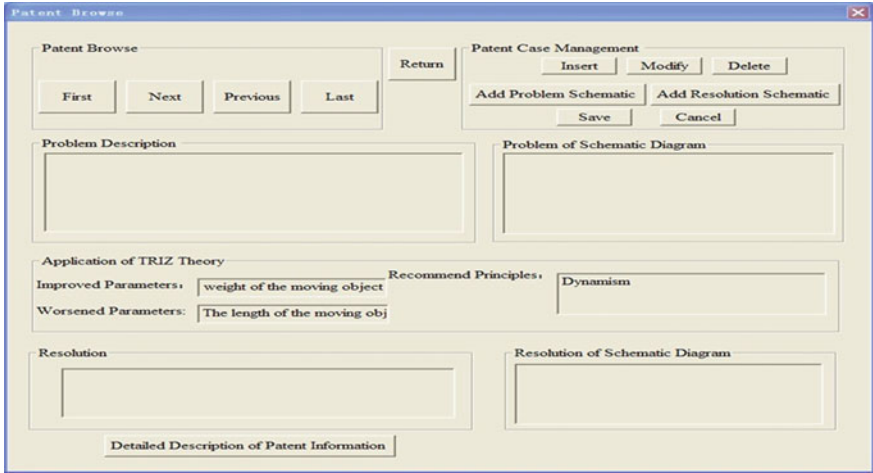 Patent Browse
Patent Browse
Return
Patent Case Management
Insert Modify Delete
First Next Previous Last
Add Problem Schematic Add Resolution Schematic
Save Cancel
Problem Description
Problem of Schematic Diagram
Application of TRIZ Theory
Improved Parameters: weight of the moving object
Recommend Principles: Dynamism
Worsened Parameters: The length of the moving obj
Resolution
Resolution of Schematic Diagram
Detailed Description of Patent Information